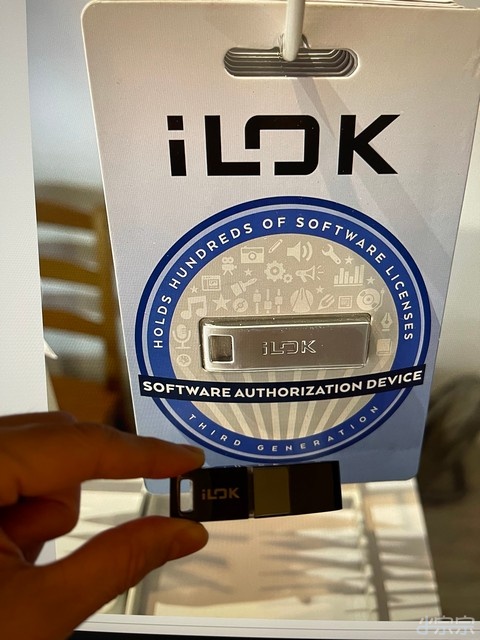 iLOK
HOLDS HUNDREDS OF SOFTWARE LICENSES
iLOK
SOFTWARE AUTHORIZATION DEVICE
THIRD GENERATION
iLOK